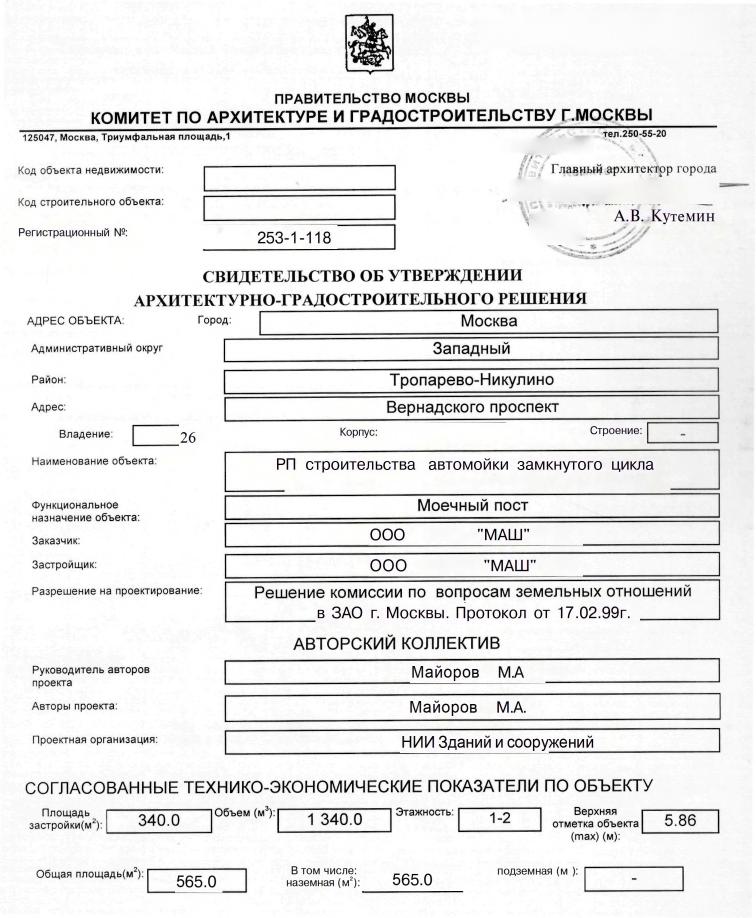 ПРАВИТЕЛЬСТВО МОСКВЫ
КОМИТЕТ ПО АРХИТЕКТУРЕ И ГРАДОСТРОИТЕЛЬСТВУ Г.МОСКВЫ
125047, Москва, Триумфальная площадь,1 тел.250-55-20
Код объекта недвижимости: Главный архитектор города
Код строительного объекта: А.В. Кутемин
Регистрационный №: 253-1-118
СВИДЕТЕЛЬСТВО ОБ УТВЕРЖДЕНИИ
АРХИТЕКТУРНО-ГРАДОСТРОИТЕЛЬНОГО РЕШЕНИЯ
АДРЕС ОБЪЕКТА: Город: Москва
Административный округ Западный
Район: Тропарево-Никулино
Адрес: Вернадского проспект
Владение: 26 Корпус: Строение: -
Наименование объекта: РП строительства автомойки замкнутого цикла
Функциональное назначение объекта: Моечный пост
Заказчик: ООО "МАШ"
Застройщик: ООО "МАШ"
Разрешение на проектирование: Решение комиссии по вопросам земельных отношений
в ЗАО г. Москвы. Протокол от 17.02.99г.
АВТОРСКИЙ КОЛЛЕКТИВ
Руководитель авторов проекта Майоров М.А
Авторы проекта: Майоров М.А.
Проектная организация: НИИ Зданий и сооружений
СОГЛАСОВАННЫЕ ТЕХНИКО-ЭКОНОМИЧЕСКИЕ ПОКАЗАТЕЛИ ПО ОБЪЕКТУ
Площадь застройки(м²): 340.0 Объем (м³): 1 340.0 Этажность: 1-2 Верхняя отметка объекта (max) (м): 5.86
Общая площадь(м²): 565.0 В том числе: наземная (м²): 565.0 подземная (м ): -